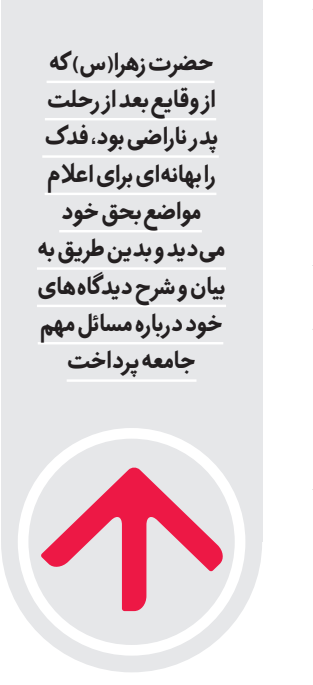 حضرت زهرا(س) که
از وقایع بعد از رحلت
پدر ناراضی بود، فدک
را بهانه‌ای برای اعلام
مواضع بحق خود
می‌دید و بدین طریق به
بیان و شرح دیدگاه‌های
خود درباره مسائل مهم
جامعه پرداخت